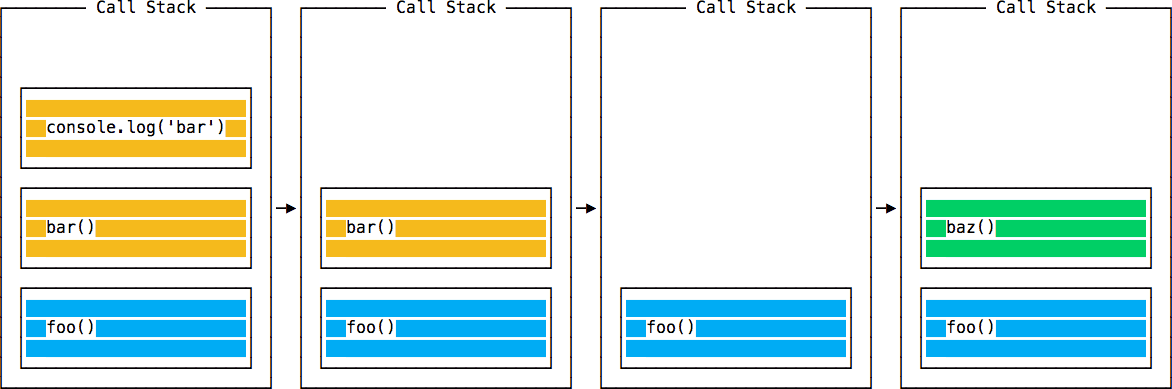 Call Stack
console.log('bar')
bar()
foo()
Call Stack
bar()
foo()
Call Stack
foo()
Call Stack
baz()
foo()